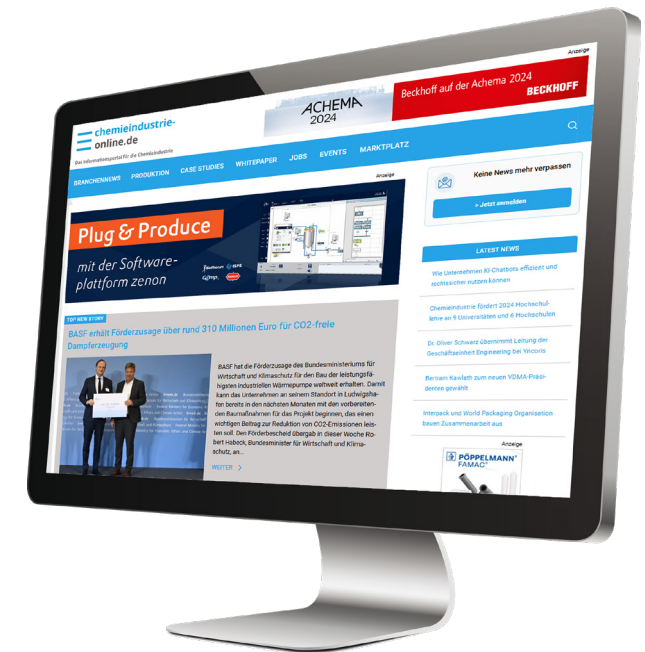 Anzeige
ACHEMA
2024
Beckhoff auf der Achema 2024
BECKHOFF
chemieindustrie-
online.de
Das Informationsportal für die Chemieindustrie
BRANCHENNEWS PRODUKTION CASE STUDIES WHITEPAPER JOBS EVENTS MARKTPLATZ
Anzeige
Plug & Produce
mit der Software-
plattform zenon
Keine News mehr verpassen
» Jetzt anmelden
LATEST NEWS
Wie Unternehmen KI-Chatbots effizient und
rechtssicher nutzen können
Chemieindustrie fördert 2024 Hochschul-
lehre an 9 Universitäten und 6 Hochschulen
Dr. Oliver Schwarz übernimmt Leitung der
Geschäftseinheit Engineering bei Yncoris
Bertram Kawlath zum neuen VDMA-Präsi-
denten gewählt
Interpack und World Packaging Organisation
bauen Zusammenarbeit aus
Anzeige
PÖPPELMANN®
FAMAC®
TOP NEW STORY
BASF erhält Förderzusage über rund 310 Millionen Euro für CO2-freie
Dampferzeugung
BASF hat die Förderzusage des Bundesministeriums für
Wirtschaft und Klimaschutz für den Bau der leistungsfä-
higsten industriellen Wärmepumpe weltweit erhalten. Damit
kann das Unternehmen an seinem Standort in Ludwigsha-
fen bereits in den nächsten Monaten mit den vorbereiten-
den Baumaßnahmen für das Projekt beginnen, das einen
wichtigen Beitrag zur Reduktion von CO2-Emissionen leis-
ten soll. Den Förderbescheid übergab in dieser Woche Ro-
bert Habeck, Bundesminister für Wirtschaft und Klima-
schutz, an...
WEITER >